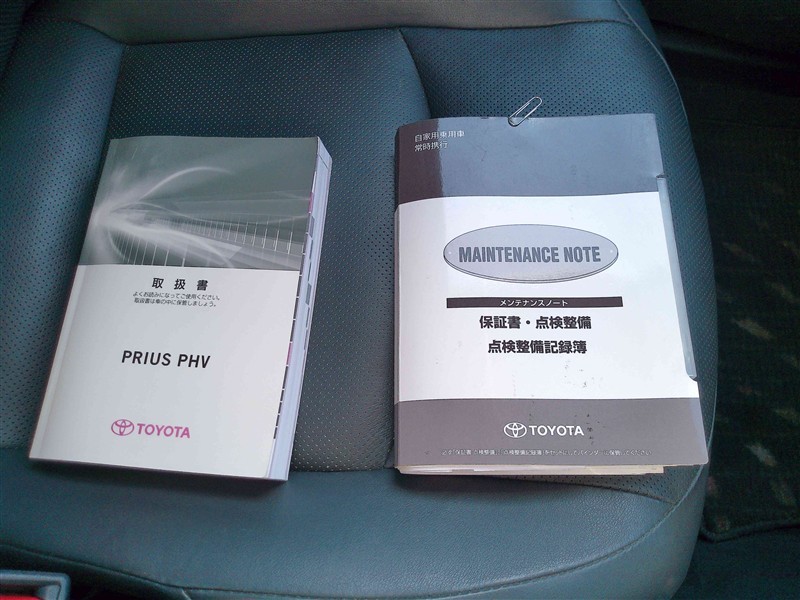 取扱書
よくお読みになってご使用ください。
取扱書は車の中に保管しましょう。
PRIUS PHV
TOYOTA
自家用乗用車
常時携行
MAINTENANCE NOTE
メンテナンスノート
保証書・点検整備
点検整備記録簿
TOYOTA